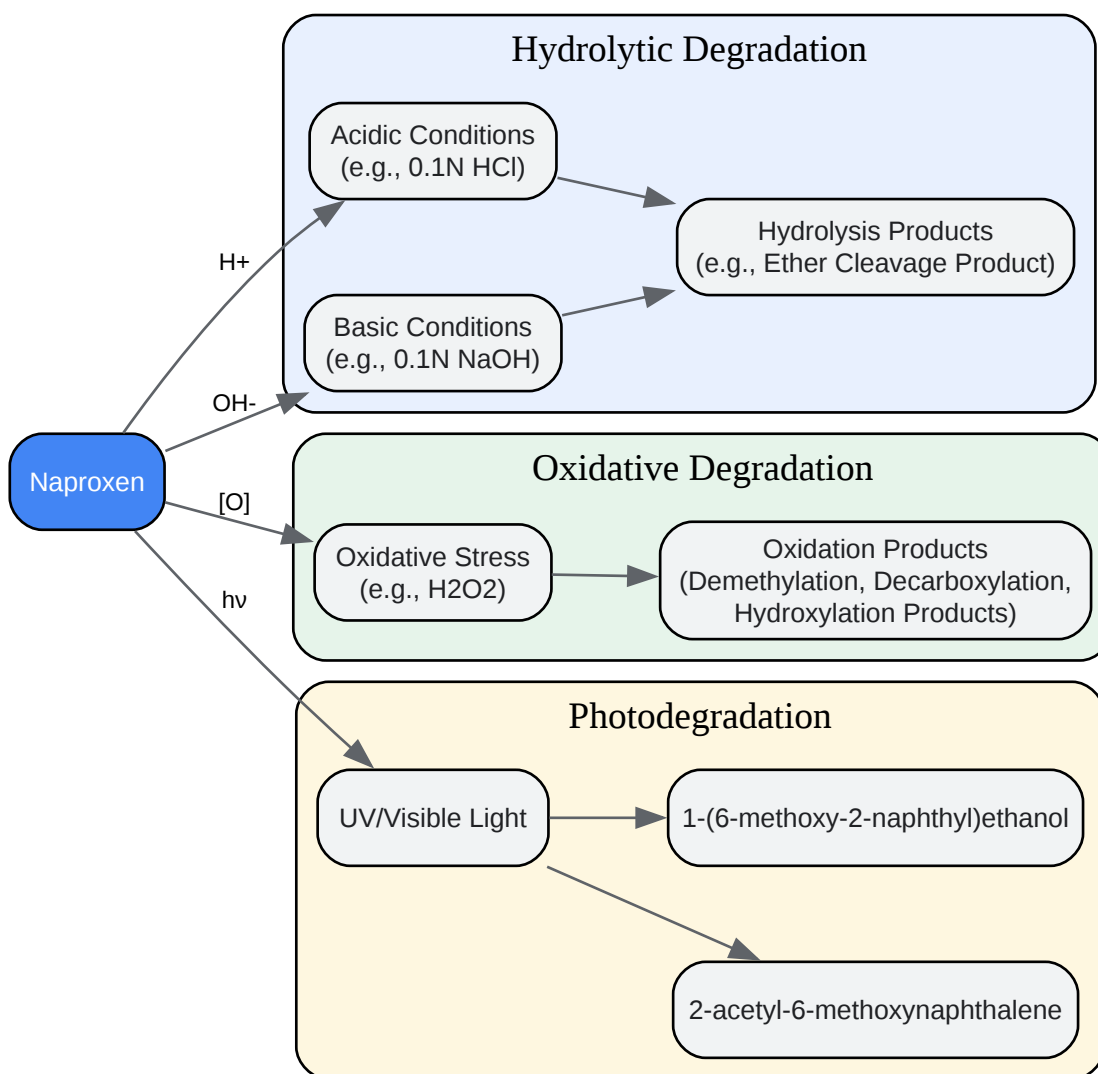 Hydrolytic Degradation
Acidic Conditions
(e.g., 0.1N HCl)
Hydrolysis Products
(e.g., Ether Cleavage Product)
H+
Basic Conditions
(e.g., 0.1N NaOH)
OH-
Naproxen
Oxidative Degradation
[O]
Oxidative Stress
(e.g., H2O2)
Oxidation Products
(Demethylation, Decarboxylation,
Hydroxylation Products)
hν
Photodegradation
UV/Visible Light
1-(6-methoxy-2-naphthyl)ethanol
2-acetyl-6-methoxynaphthalene